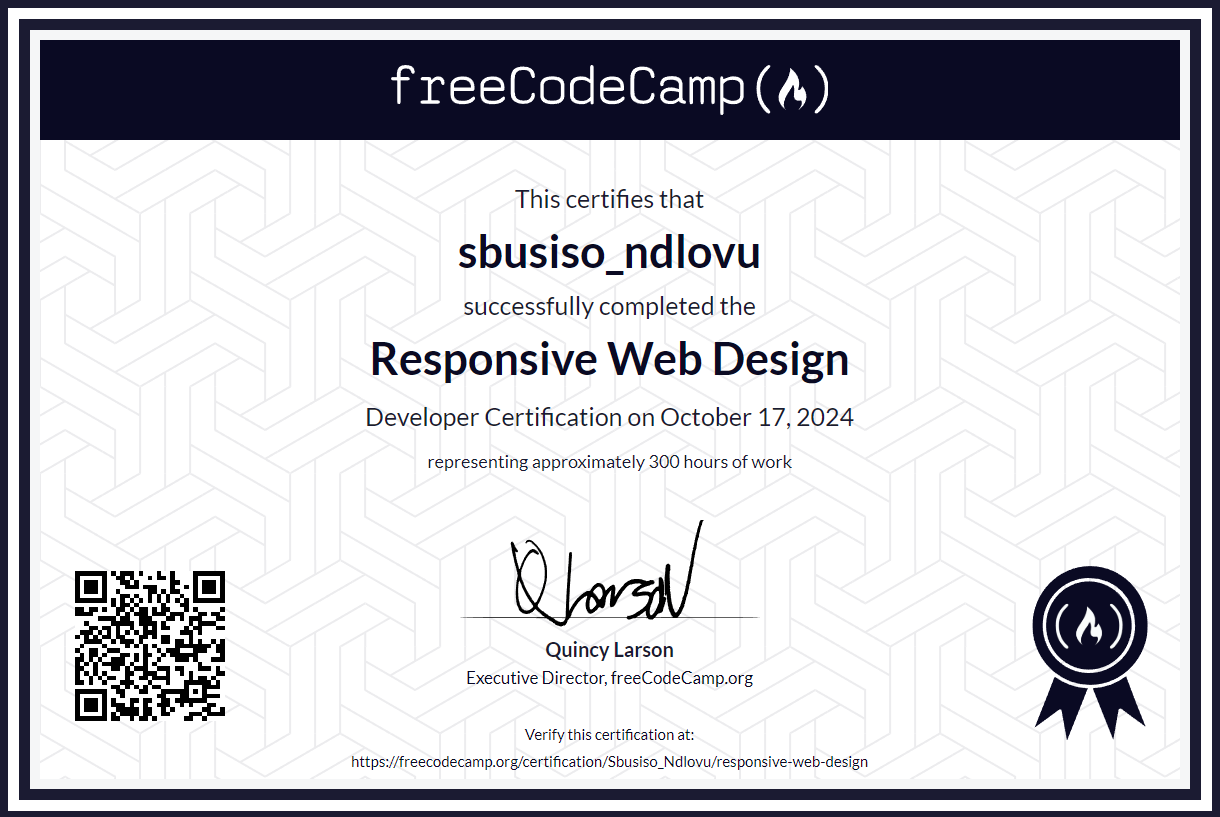 freeCodeCamp(🔥)
This certifies that
sbusiso_ndlovu
successfully completed the
Responsive Web Design
Developer Certification on October 17, 2024
representing approximately 300 hours of work
Q Larson
Quincy Larson
Executive Director, freeCodeCamp.org
Verify this certification at:
https://freecodecamp.org/certification/Sbusiso_Ndlovu/responsive-web-design